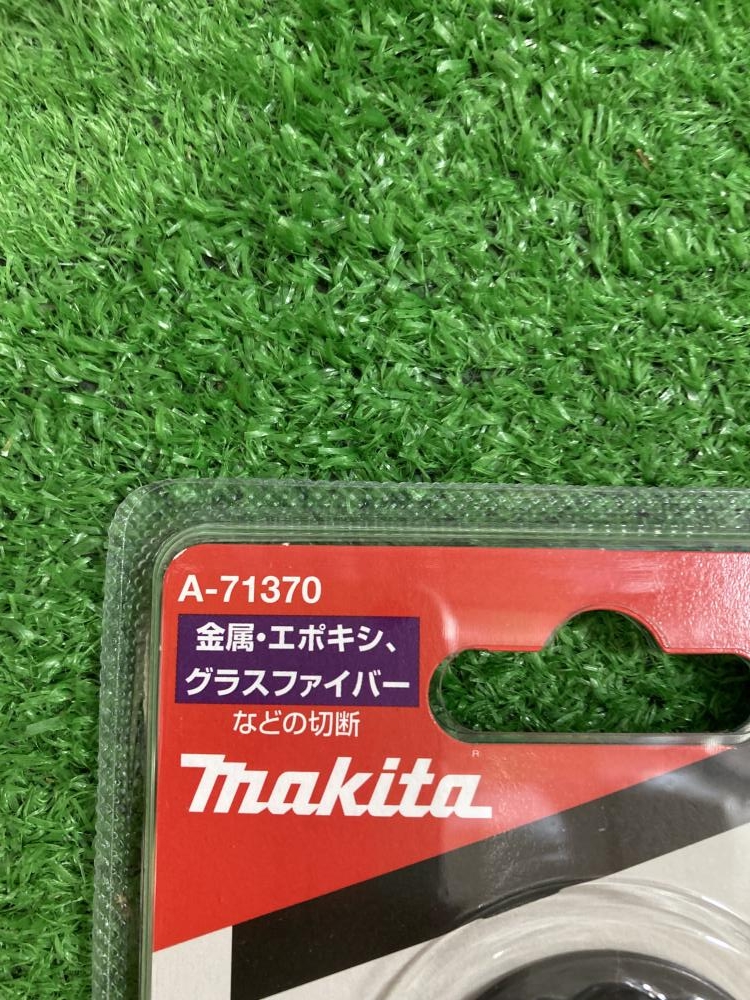 A-71370
金属・エポキシ、
グラスファイバー
などの切断
makita®